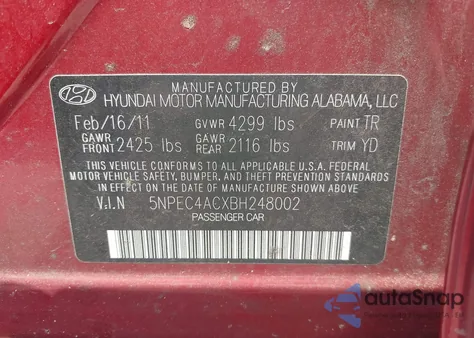 MANUFACTURED BY
HYUNDAI MOTOR MANUFACTURING ALABAMA, LLC
Feb/16/11 GVWR 4299 lbs PAINT TR
GAWR FRONT 2425 lbs GAWR REAR 2116 lbs TRIM YD
THIS VEHICLE CONFORMS TO ALL APPLICABLE U.S.A. FEDERAL
MOTOR VEHICLE SAFETY, BUMPER, AND THEFT PREVENTION
STANDARDS IN EFFECT ON THE DATE OF MANUFACTURE SHOWN ABOVE.
V.I.N 5NPEC4ACXBH248002
PASSENGER CAR
autoSnap